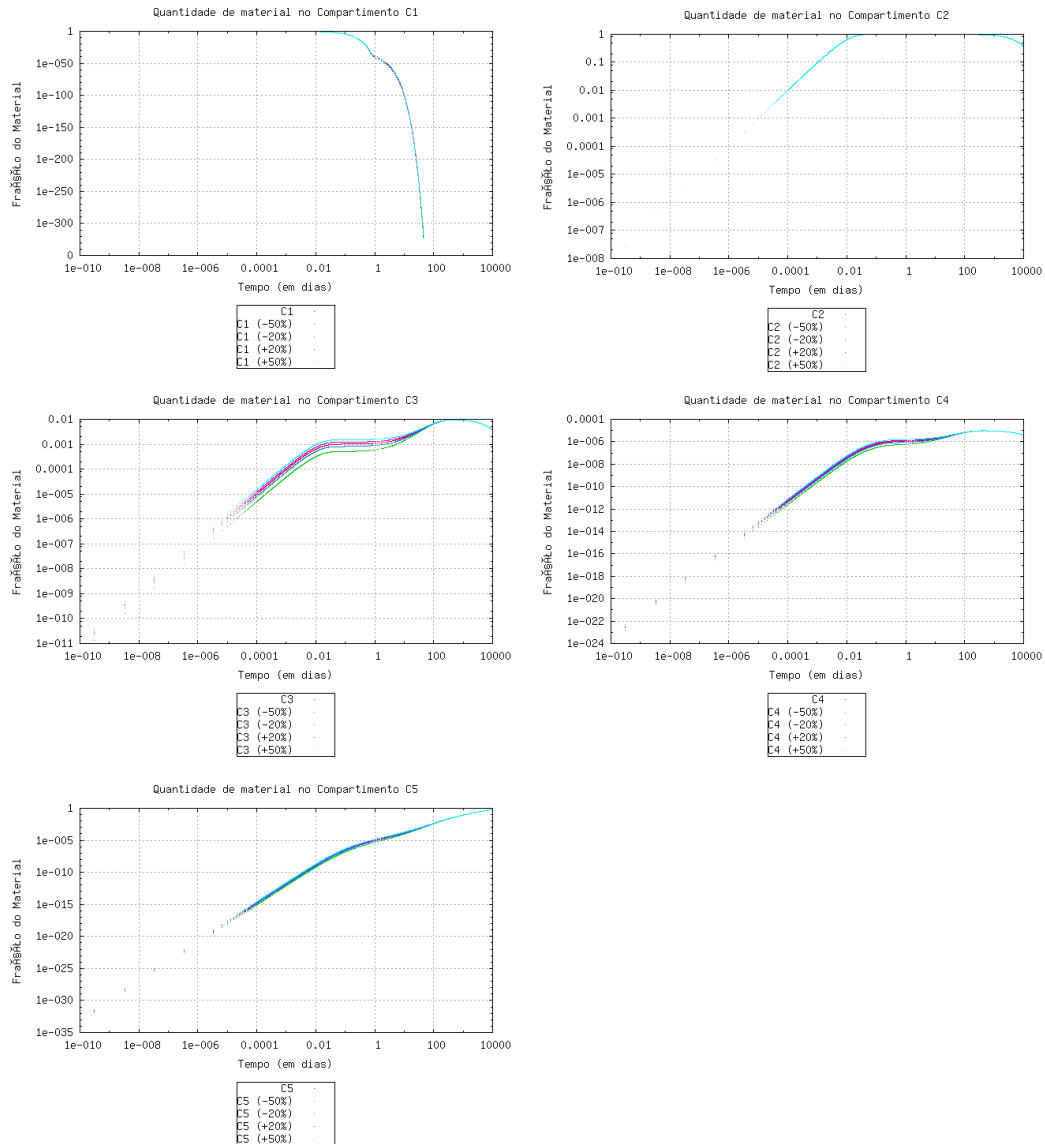 Quantidade de material no Compartimento C1
1
1e-050
1e-100
1e-150
1e-200
1e-250
1e-300
0
1e-010 1e-008 1e-006 0.0001 0.01 1 100 10000
Tempo (em dias)
do Material
C1
C1 (-50%)
C1 (-20%)
C1 (+20%)
C1 (+50%)
Quantidade de material no Compartimento C2
1
0.1
0.01
0.001
0.0001
1e-005
1e-006
1e-007
1e-008
1e-010 1e-008 1e-006 0.0001 0.01 1 100 10000
Tempo (em dias)
do Material
C2
C2 (-50%)
C2 (-20%)
C2 (+20%)
C2 (+50%)
Quantidade de material no Compartimento C3
0.01
0.001
0.0001
1e-005
1e-006
1e-007
1e-008
1e-009
1e-010
1e-011
1e-010 1e-008 1e-006 0.0001 0.01 1 100 10000
Tempo (em dias)
do Material
C3
C3 (-50%)
C3 (-20%)
C3 (+20%)
C3 (+50%)
Quantidade de material no Compartimento C4
0.0001
1e-006
1e-008
1e-010
1e-012
1e-014
1e-016
1e-018
1e-020
1e-022
1e-024
1e-010 1e-008 1e-006 0.0001 0.01 1 100 10000
Tempo (em dias)
do Material
C4
C4 (-50%)
C4 (-20%)
C4 (+20%)
C4 (+50%)
Quantidade de material no Compartimento C5
1
1e-005
1e-010
1e-015
1e-020
1e-025
1e-030
1e-035
1e-010 1e-008 1e-006 0.0001 0.01 1 100 10000
Tempo (em dias)
do Material
C5
C5 (-50%)
C5 (-20%)
C5 (+20%)
C5 (+50%)